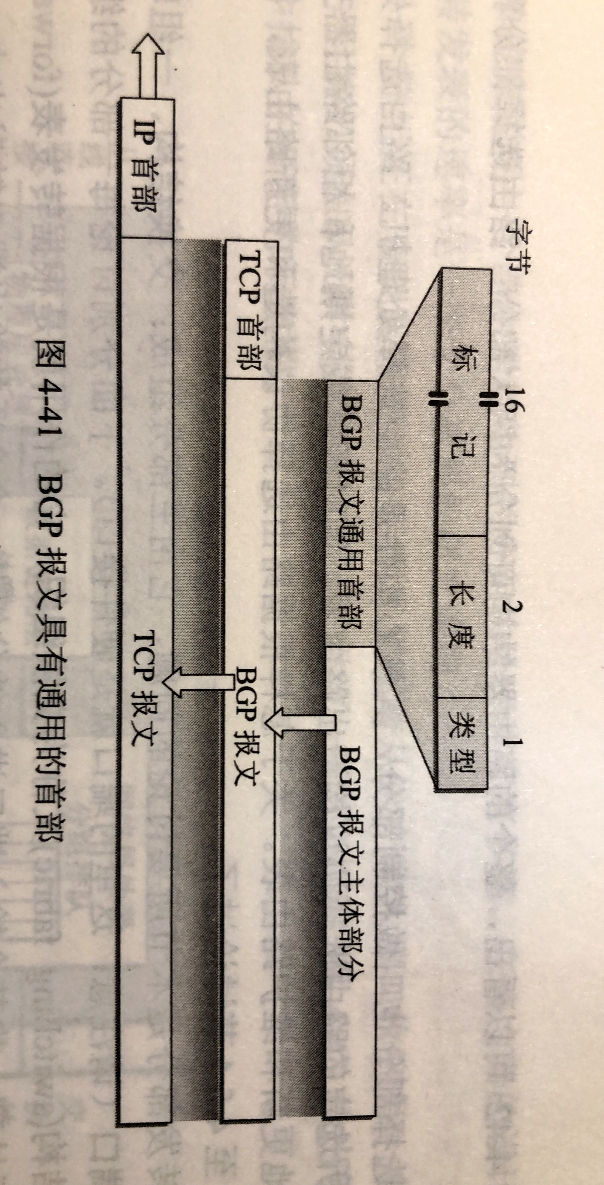 字节 16 2 1
标 记 长 度 类 型
BGP 报文通用首部 BGP 报文主体部分
TCP 首部 BGP 报文
IP 首部 TCP 报文
图 4-41 BGP 报文具有通用的首部